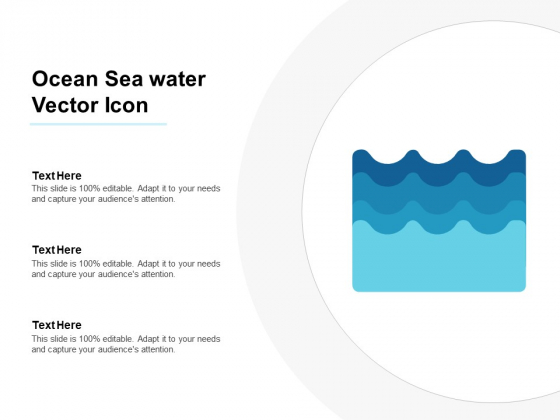 Ocean Sea water
Vector Icon
Text Here
This slide is 100% editable. Adapt it to your needs
and capture your audience's attention.
Text Here
This slide is 100% editable. Adapt it to your needs
and capture your audience's attention.
Text Here
This slide is 100% editable. Adapt it to your needs
and capture your audience's attention.